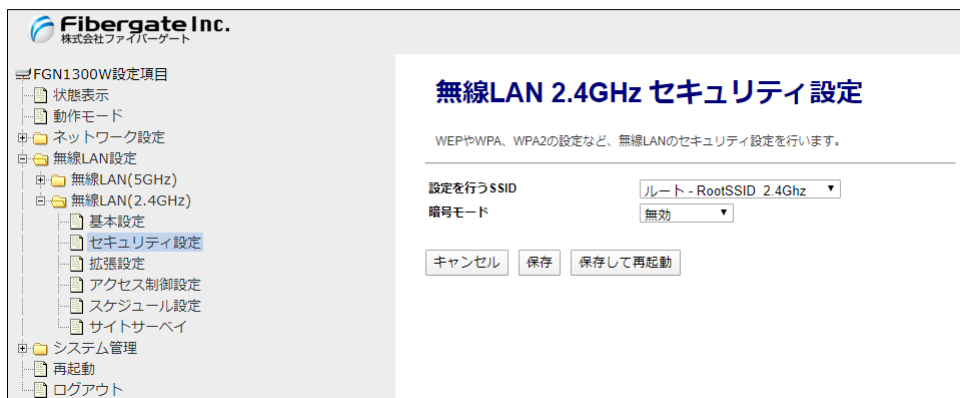 Fibergate Inc.
株式会社ファイバーゲート
FGN1300W設定項目
状態表示
動作モード
ネットワーク設定
無線LAN設定
無線LAN(5GHz)
無線LAN(2.4GHz)
基本設定
セキュリティ設定
拡張設定
アクセス制御設定
スケジュール設定
サイトサーベイ
システム管理
再起動
ログアウト
無線LAN 2.4GHz セキュリティ設定
WEPやWPA、WPA2の設定など、無線LANのセキュリティ設定を行います。
設定を行うSSID ルート - RootSSID_2.4Ghz
暗号モード 無効
キャンセル 保存 保存して再起動